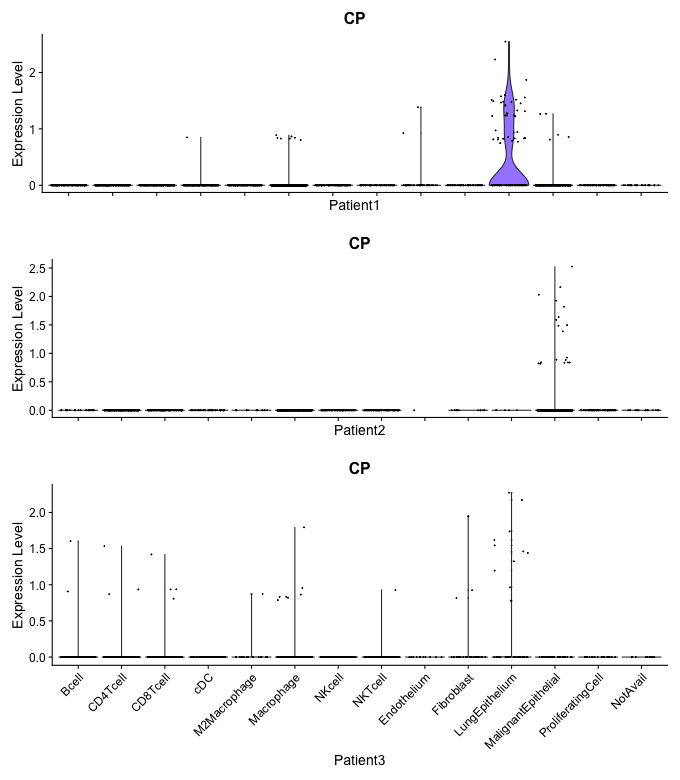 CP
Expression Level
2
1
0
Patient1
CP
Expression Level
2.5
2.0
1.5
1.0
0.5
0.0
Patient2
CP
Expression Level
2.0
1.5
1.0
0.5
0.0
Bcell
CD4Tcell
CD8Tcell
cDC
M2Macrophage
Macrophage
NKcell
NKTcell
Endothelium
Fibroblast
LungEpithelium
MalignantEpithelial
ProliferatingCell
NotAvail
Patient3